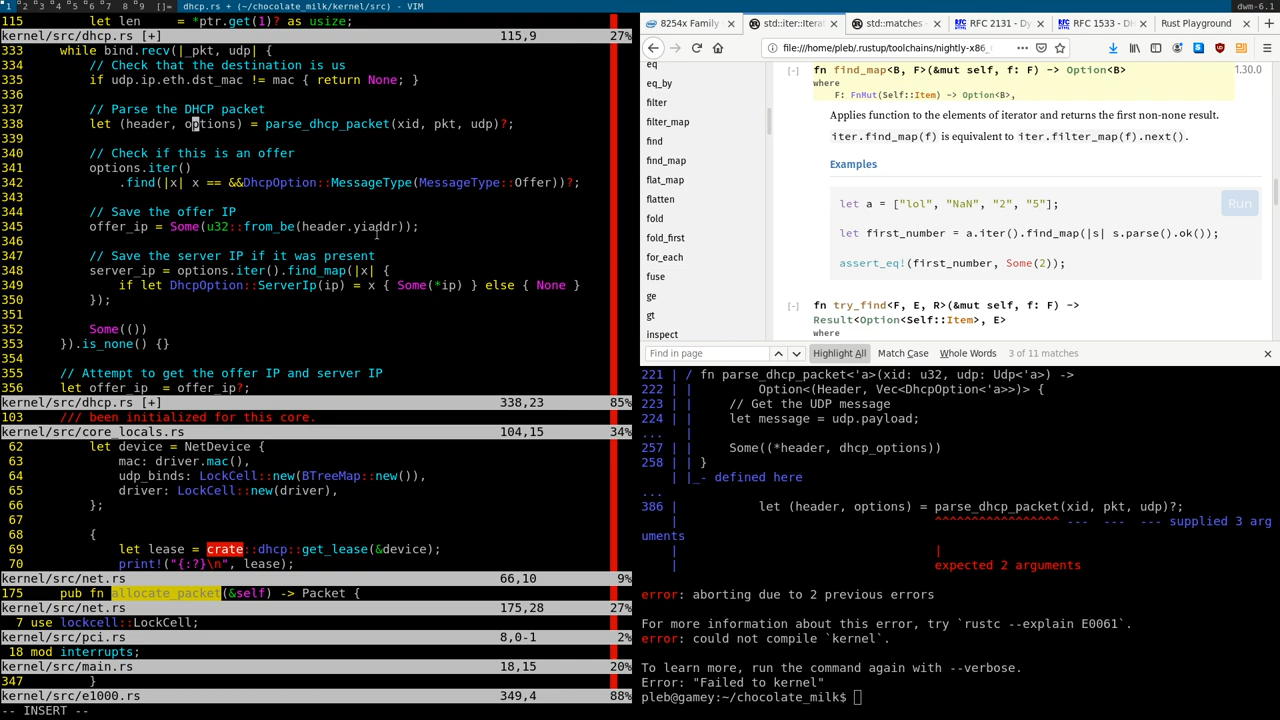 1 2 3 4 5 6 7 8 9 []= dhcp.rs + (~/chocolate_milk/kernel/src) - VIM dwm-6.1
115 let len = *ptr.get(1)? as usize;
kernel/src/dhcp.rs [+] 115,9 27%
333 while bind.recv(|_pkt, udp| {
334 // Check that the destination is us
335 if udp.ip.eth.dst_mac != mac { return None; }
336
337 // Parse the DHCP packet
338 let (header, options) = parse_dhcp_packet(xid, pkt, udp)?;
339
340 // Check if this is an offer
341 options.iter()
342 .find(|x| x == &&DhcpOption::MessageType(MessageType::Offer))?;
343
344 // Save the offer IP
345 offer_ip = Some(u32::from_be(header.yiaddr));
346
347 // Save the server IP if it was present
348 server_ip = options.iter().find_map(|x| {
349 if let DhcpOption::ServerIp(ip) = x { Some(*ip) } else { None }
350 });
351
352 Some(())
353 }).is_none() {}
354
355 // Attempt to get the offer IP and server IP
356 let offer_ip = offer_ip?;
kernel/src/dhcp.rs [+] 338,23 85%
103 /// been initialized for this core.
kernel/src/core_locals.rs 104,15 34%
62 let device = NetDevice {
63 mac: driver.mac(),
64 udp_binds: LockCell::new(BTreeMap::new()),
65 driver: LockCell::new(driver),
66 };
67
68 {
69 let lease = crate::dhcp::get_lease(&device);
70 print!("{:?}\n", lease);
kernel/src/net.rs 66,10 9%
175 pub fn allocate_packet(&self) -> Packet {
kernel/src/net.rs 175,28 27%
7 use lockcell::LockCell;
kernel/src/pci.rs 8,0-1 2%
18 mod interrupts;
kernel/src/main.rs 18,15 20%
347 }
kernel/src/e1000.rs 349,4 88%
-- INSERT --
8254x Family std::iter::Itera std::matches RFC 2131 - Dy RFC 1533 - DH Rust Playground
file:///home/pleb/.rustup/toolchains/nightly-x86_
eq
eq_by
filter
filter_map
find
find_map
flat_map
flatten
fold
fold_first
for_each
fuse
ge
gt
inspect
[-] fn find_map<B, F>(&mut self, f: F) -> Option<B> 1.30.0
where
F: FnMut(Self::Item) -> Option<B>,
Applies function to the elements of iterator and returns the first non-none result.
iter.find_map(f) is equivalent to iter.filter_map(f).next().
Examples
let a = ["lol", "NaN", "2", "5"]; Run
let first_number = a.iter().find_map(|s| s.parse().ok());
assert_eq!(first_number, Some(2));
[-] fn try_find<F, E, R>(&mut self, f: F) ->
Result<Option<Self::Item>, E>
where
Find in page Highlight All Match Case Whole Words 3 of 11 matches
221 | / fn parse_dhcp_packet<'a>(xid: u32, udp: Udp<'a>) ->
222 | | Option<(Header, Vec<DhcpOption<'a>>)> {
223 | | // Get the UDP message
224 | | let message = udp.payload;
... |
257 | | Some((*header, dhcp_options))
258 | | }
| |_- defined here
...
386 | let (header, options) = parse_dhcp_packet(xid, pkt, udp)?;
| ^^^^^^^^^^^^^^^^^ --- --- --- supplied 3 arg
uments
| |
| expected 2 arguments
error: aborting due to 2 previous errors
For more information about this error, try `rustc --explain E0061`.
error: could not compile `kernel`.
To learn more, run the command again with --verbose.
Error: "Failed to kernel"
pleb@gamey:~/chocolate_milk$